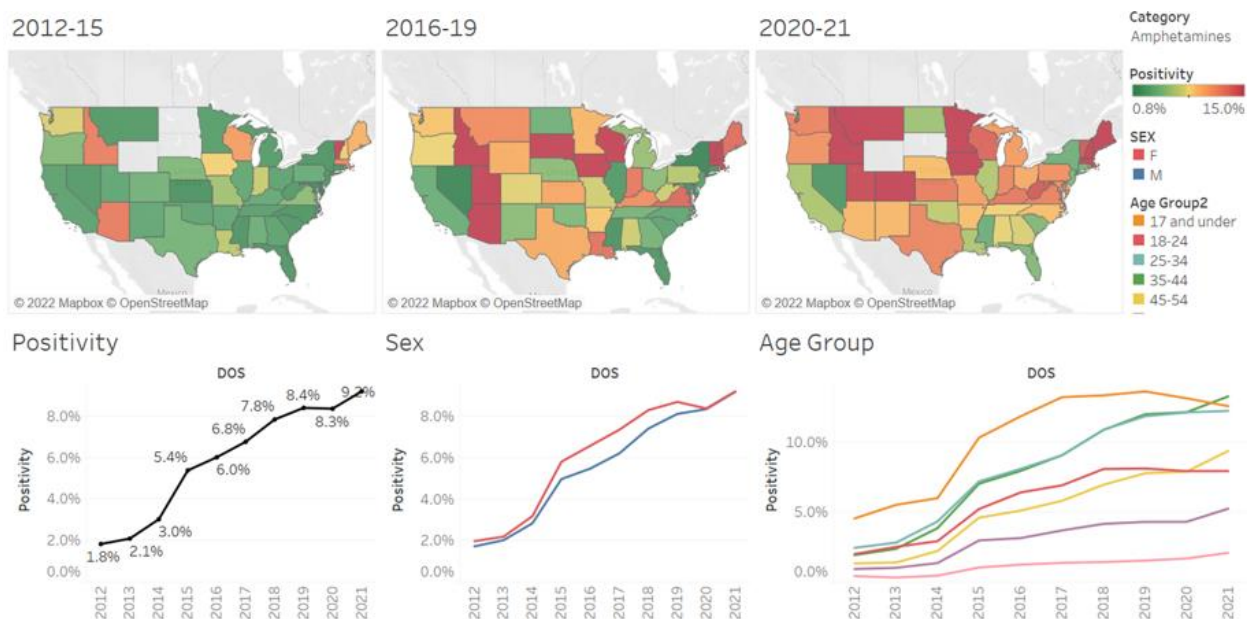 2012-15
2016-19
2020-21
Category
Amphetamines
Positivity
0.8% 15.0%
SEX
F
M
Age Group2
17 and under
18-24
25-34
35-44
45-54
Mexico
© 2022 Mapbox © OpenStreetMap
Mexico
© 2022 Mapbox © OpenStreetMap
Mexico
© 2022 Mapbox © OpenStreetMap
Positivity
DOS
Positivity
8.0%
6.0%
4.0%
2.0%
0.0%
1.8%
2.1%
3.0%
5.4%
6.0%
6.8%
7.8%
8.4%
8.3%
9.2%
2012
2013
2014
2015
2016
2017
2018
2019
2020
2021
Sex
DOS
Positivity
8.0%
6.0%
4.0%
2.0%
0.0%
2012
2013
2014
2015
2016
2017
2018
2019
2020
2021
Age Group
DOS
Positivity
10.0%
5.0%
0.0%
2012
2013
2014
2015
2016
2017
2018
2019
2020
2021